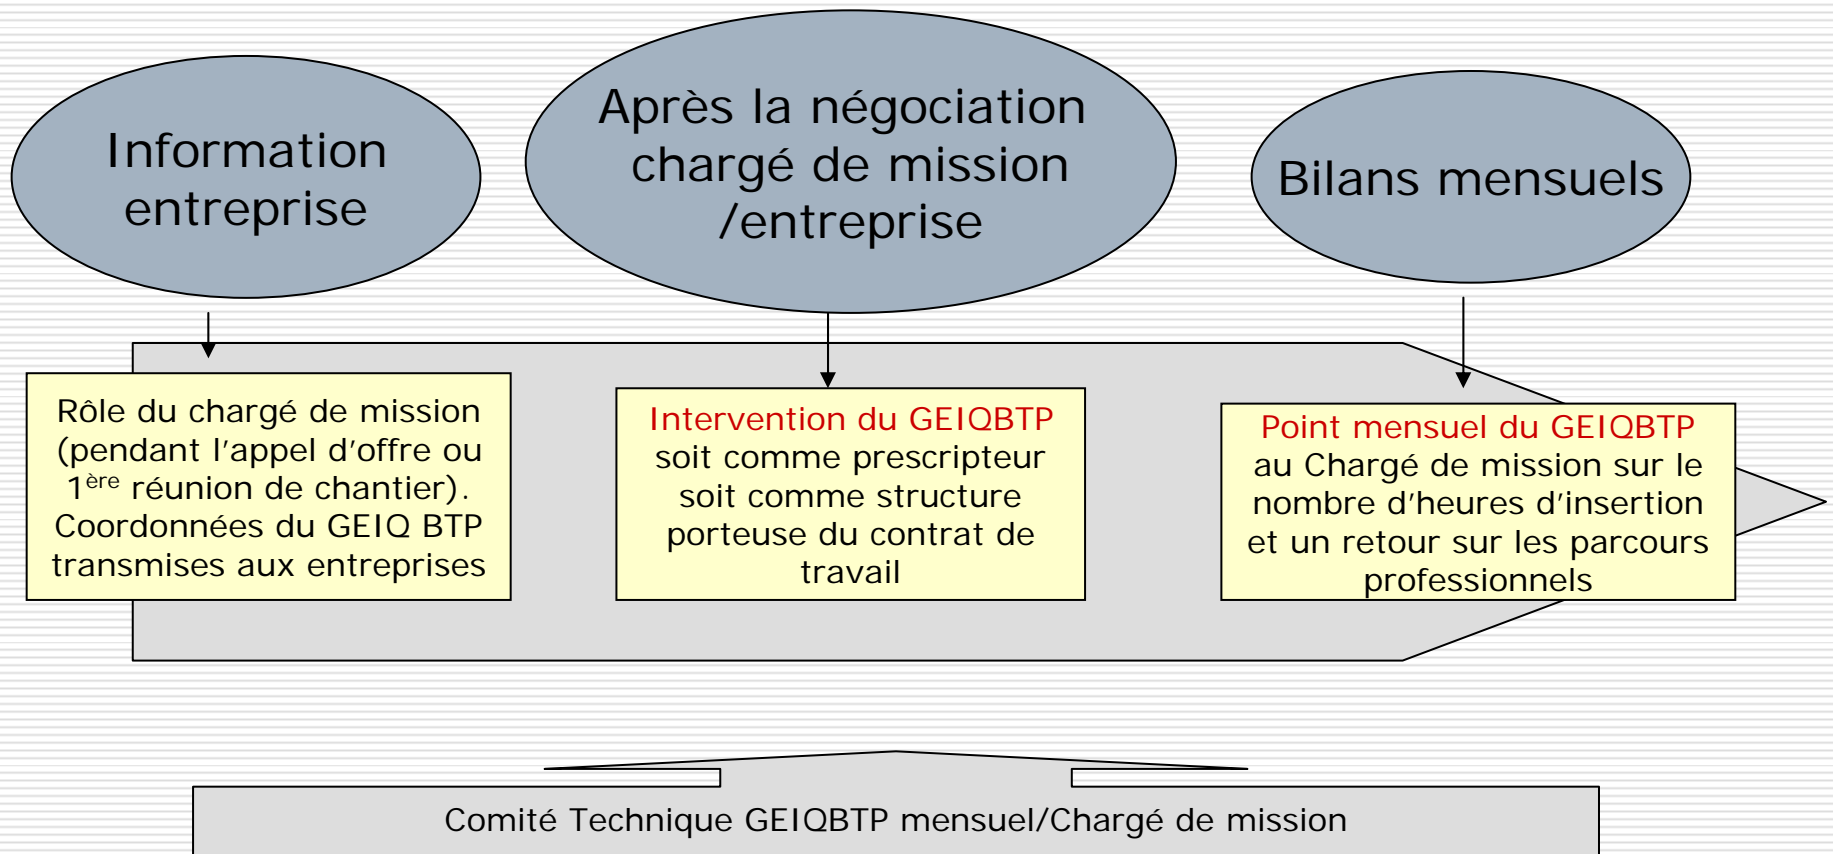 Information
entreprise
Après la négociation
chargé de mission
/entreprise
Bilans mensuels
Rôle du chargé de mission
(pendant l'appel d'offre ou
1ère réunion de chantier).
Coordonnées du GEIQ BTP
transmises aux entreprises
Intervention du GEIQBTP
soit comme prescripteur
soit comme structure
porteuse du contrat de
travail
Point mensuel du GEIQBTP
au Chargé de mission sur le
nombre d'heures d'insertion
et un retour sur les parcours
professionnels
Comité Technique GEIQBTP mensuel/Chargé de mission